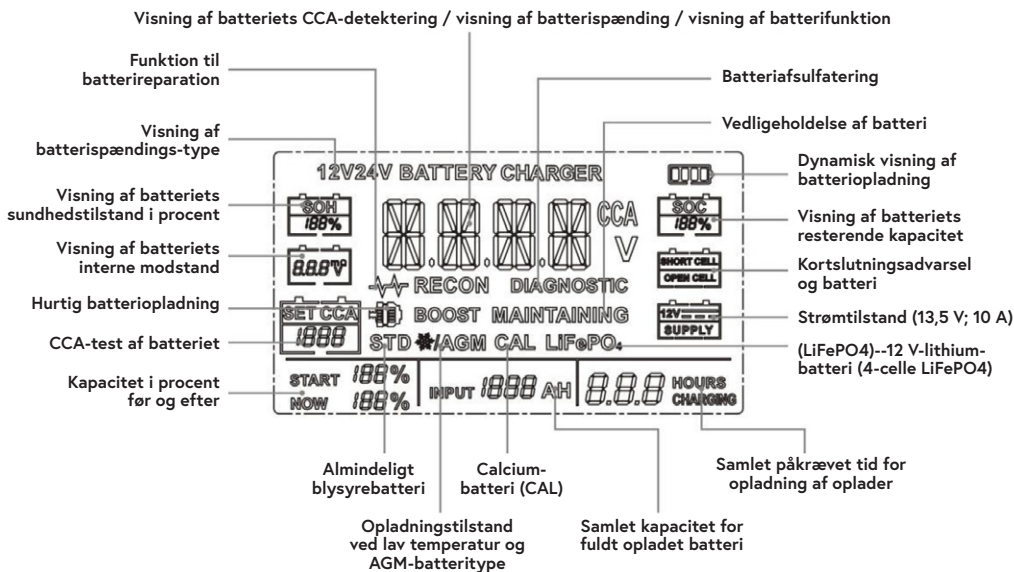 Visning af batteriets CCA-detektering / visning af batterispænding / visning af batterifunktion
Funktion til
batterireparation
Visning af
batterispændings-type
Visning af batteriets
sundhedstilstand i procent
Visning af batteriets
interne modstand
Hurtig batteriopladning
CCA-test af batteriet
Kapacitet i procent
før og efter
12V24V BATTERY CHARGER
SOH
188%
8.8.8 mΩ
V
SET CCA
1888
CCA
V
RECON DIAGNOSTIC
BOOST MAINTAINING
STD /AGM CAL LiFePO₄
SOC
188%
SHORT CELL
OPEN CELL
12V
SUPPLY
START 188%
NOW 188%
INPUT 1888 AH
8.8.8 HOURS
CHARGING
Batteriafsulfatering
Vedligeholdelse af batteri
Dynamisk visning af
batteriopladning
Visning af batteriets
resterende kapacitet
Kortslutningsadvarsel
og batteri
Strømtilstand (13,5 V; 10 A)
(LiFePO4)--12 V-lithium-
batteri (4-celle LiFePO4)
Almindeligt
blysyrebatteri
Calcium-
batteri (CAL)
Samlet påkrævet tid for
opladning af oplader
Opladningstilstand
ved lav temperatur og
AGM-batteritype
Samlet kapacitet for
fuldt opladet batteri